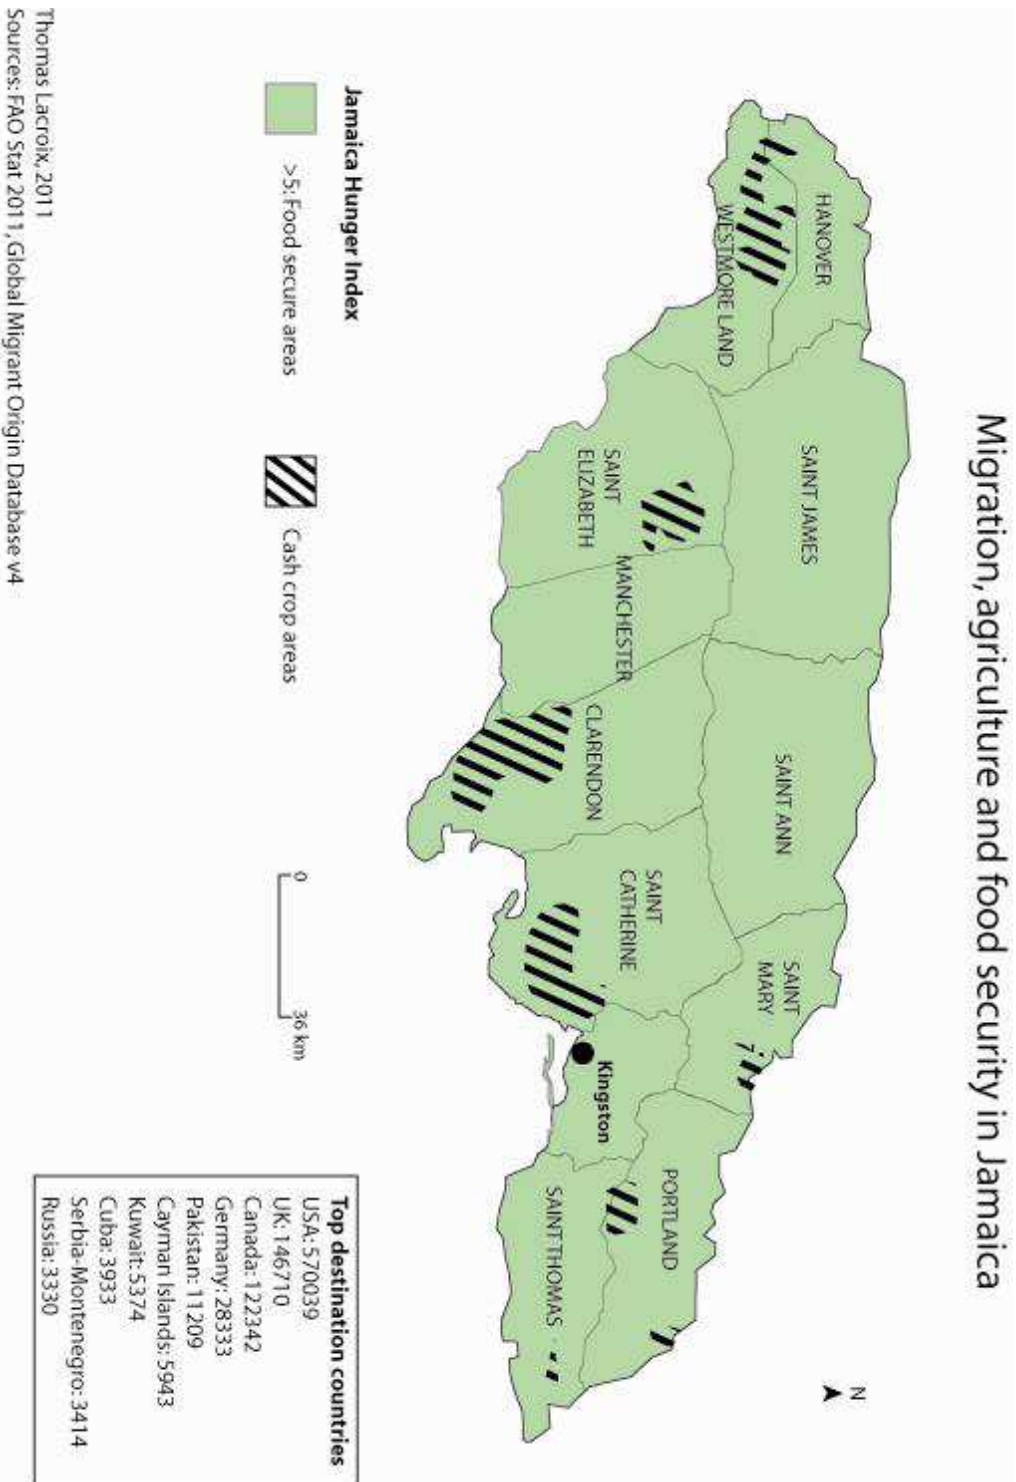 Migration, agriculture and food security in Jamaica
N
HANOVER
WESTMORE LAND
SAINT JAMES
SAINT
ELIZABETH
MANCHESTER
SAINT ANN
CLARENDON
SAINT
CATHERINE
SAINT
MARY
Kingston
PORTLAND
SAINT THOMAS
Jamaica Hunger Index
>5: Food secure areas
Cash crop areas
0
36 km
Top destination countries
USA: 570039
UK: 146710
Canada: 122342
Germany: 28333
Pakistan: 11209
Cayman Islands: 5943
Kuwait: 5374
Cuba: 3933
Serbia-Montenegro: 3414
Russia: 3330
Thomas Lacroix, 2011
Sources: FAO Stat 2011, Global Migrant Origin Database v4